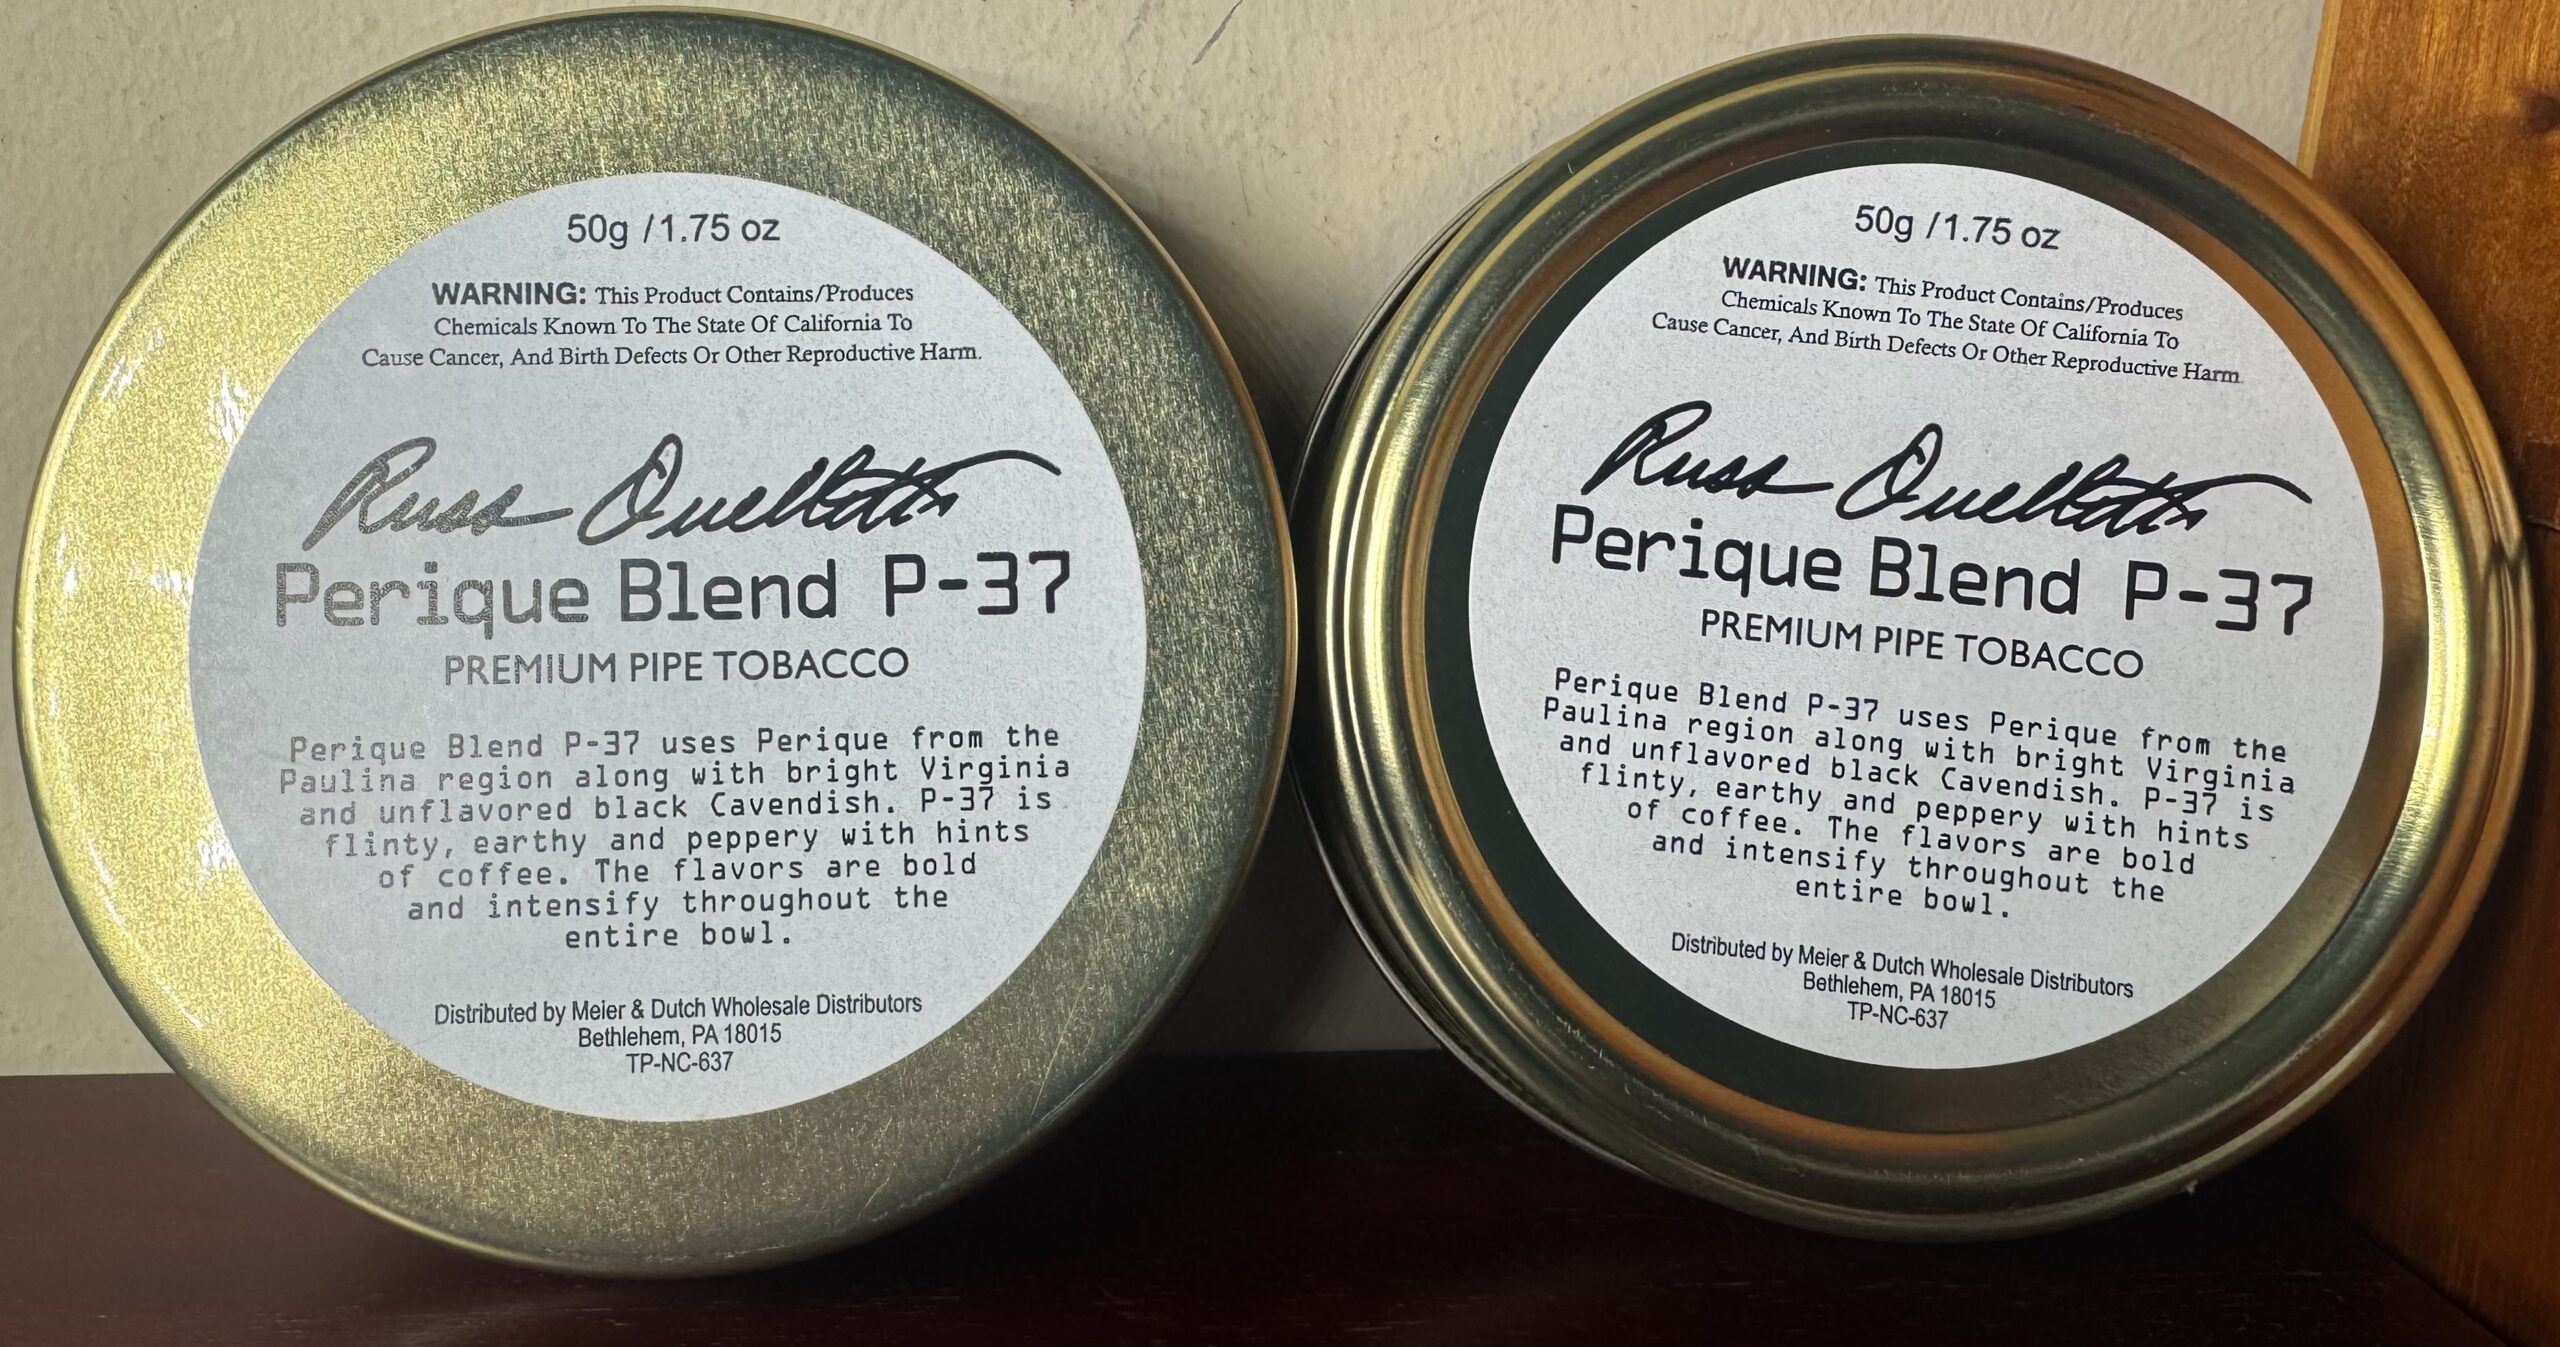 50g /1.75 oz
WARNING: This Product Contains/Produces
Chemicals Known To The State Of California To
Cause Cancer, And Birth Defects Or Other Reproductive Harm.
Russ Ouellette
Perique Blend P-37
PREMIUM PIPE TOBACCO
Perique Blend P-37 uses Perique from the
Paulina region along with bright Virginia
and unflavored black Cavendish. P-37 is
flinty, earthy and peppery with hints
of coffee. The flavors are bold
and intensify throughout the
entire bowl.
Distributed by Meier & Dutch Wholesale Distributors
Bethlehem, PA 18015
TP-NC-637
50g /1.75 oz
WARNING: This Product Contains/Produces
Chemicals Known To The State Of California To
Cause Cancer, And Birth Defects Or Other Reproductive Harm.
Russ Ouellette
Perique Blend P-37
PREMIUM PIPE TOBACCO
Perique Blend P-37 uses Perique from the
Paulina region along with bright Virginia
and unflavored black Cavendish. P-37 is
flinty, earthy and peppery with hints
of coffee. The flavors are bold
and intensify throughout the
entire bowl.
Distributed by Meier & Dutch Wholesale Distributors
Bethlehem, PA 18015
TP-NC-637